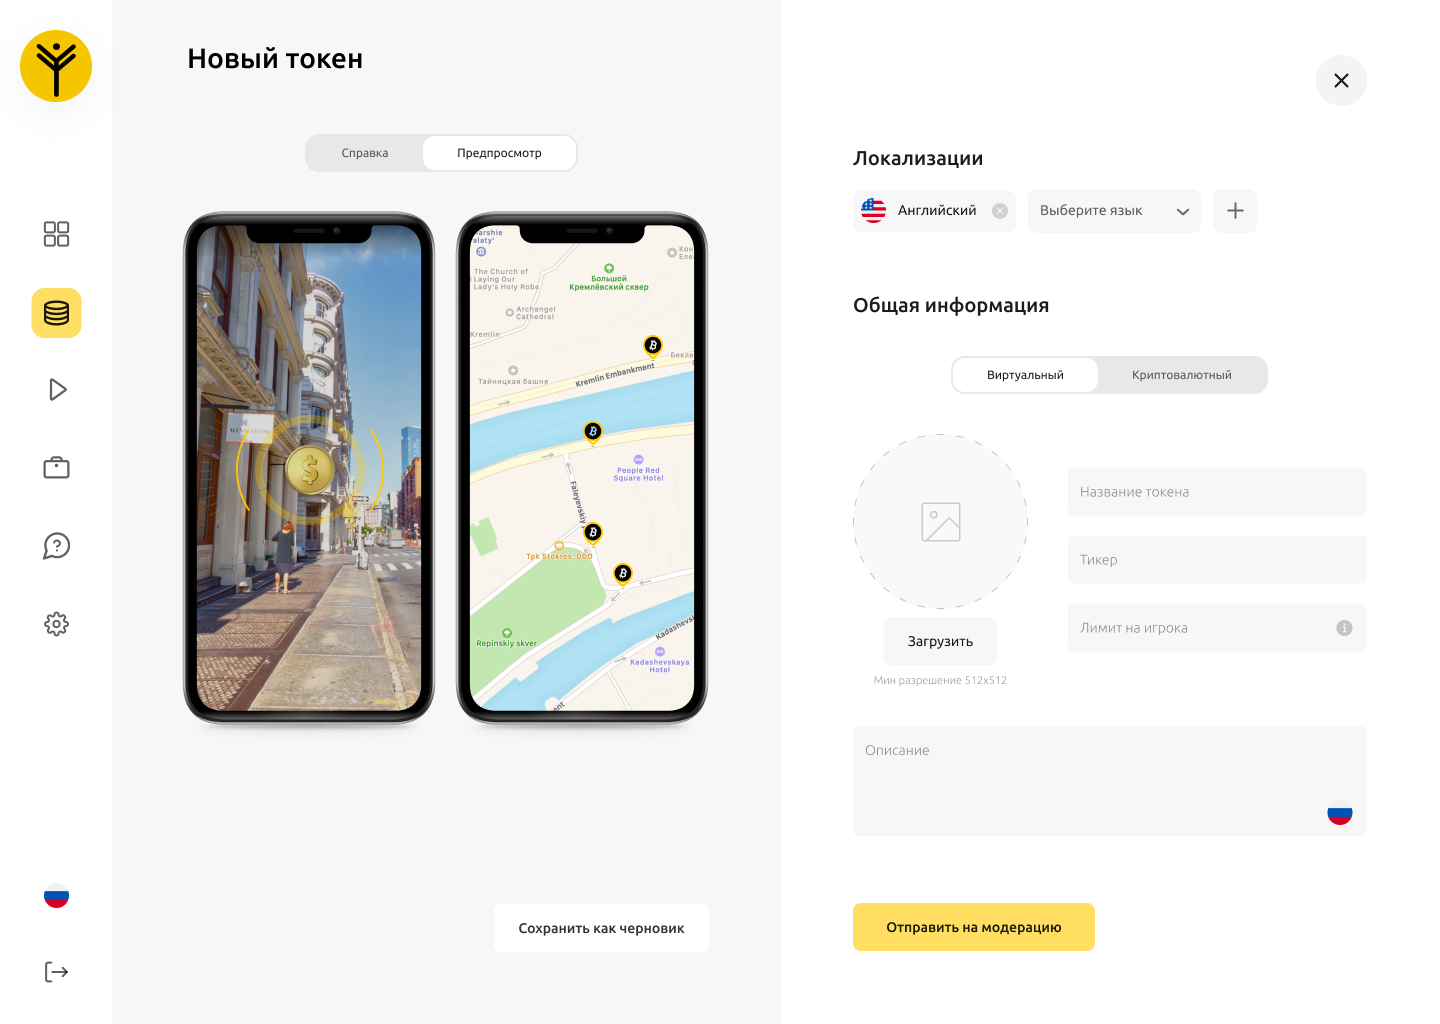 Новый токен
Справка
Предпросмотр
alaty'
The Church of
Laying Our
Lady's Holy Robe
Большой
Кремлёвский сквер
Archangel
Cathedral
Kremlin
Тайницкая башня
Kremlin Embankment
People Red
Square Hotel
Faleyevskiy
Tpk Stokros, OOO
Repinskiy skver
Kadashevskaya
Hotel
Сохранить как черновик
Локализации
Английский
Выберите язык
Общая информация
Виртуальный
Криптовалютный
Название токена
Тикер
Лимит на игрока
Загрузить
Мин разрешение 512x512
Описание
Отправить на модерацию